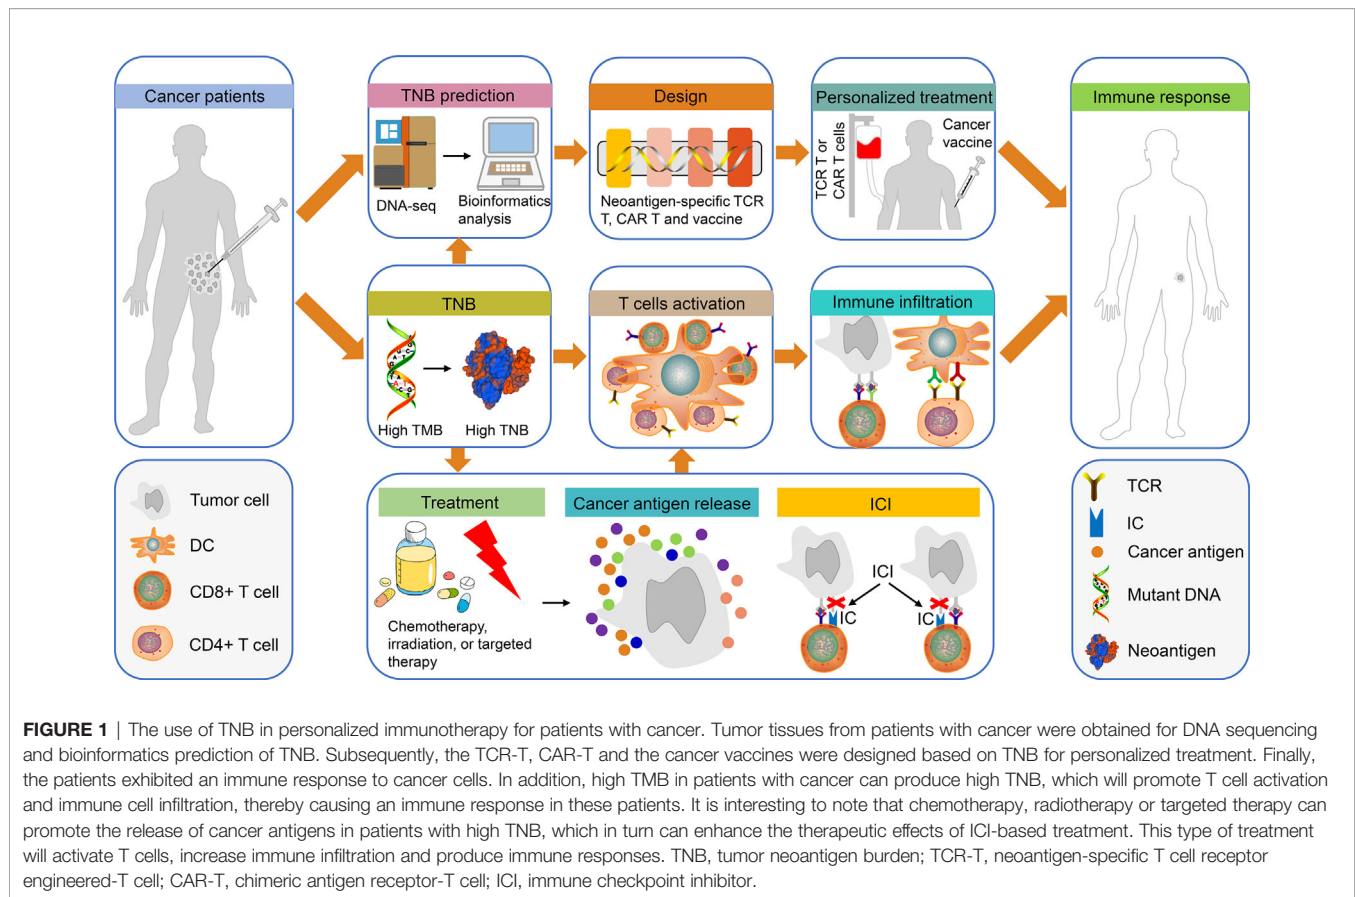 Cancer patients
TNB prediction
DNA-seq
Bioinformatics
analysis
Design
Neoantigen-specific TCR
T, CAR T and vaccine
Personalized treatment
TCR T or
CAR T cells
Cancer
vaccine
Immune response
TNB
High TMB
High TNB
T cells activation
Immune infiltration
Tumor cell
DC
CD8+ T cell
CD4+ T cell
Treatment
Chemotherapy,
irradiation, or targeted
therapy
Cancer antigen release
ICI
ICI
IC
IC
TCR
IC
Cancer antigen
Mutant DNA
Neoantigen
FIGURE 1 | The use of TNB in personalized immunotherapy for patients with cancer. Tumor tissues from patients with cancer were obtained for DNA sequencing
and bioinformatics prediction of TNB. Subsequently, the TCR-T, CAR-T and the cancer vaccines were designed based on TNB for personalized treatment. Finally,
the patients exhibited an immune response to cancer cells. In addition, high TMB in patients with cancer can produce high TNB, which will promote T cell activation
and immune cell infiltration, thereby causing an immune response in these patients. It is interesting to note that chemotherapy, radiotherapy or targeted therapy can
promote the release of cancer antigens in patients with high TNB, which in turn can enhance the therapeutic effects of ICI-based treatment. This type of treatment
will activate T cells, increase immune infiltration and produce immune responses. TNB, tumor neoantigen burden; TCR-T, neoantigen-specific T cell receptor
engineered-T cell; CAR-T, chimeric antigen receptor-T cell; ICI, immune checkpoint inhibitor.